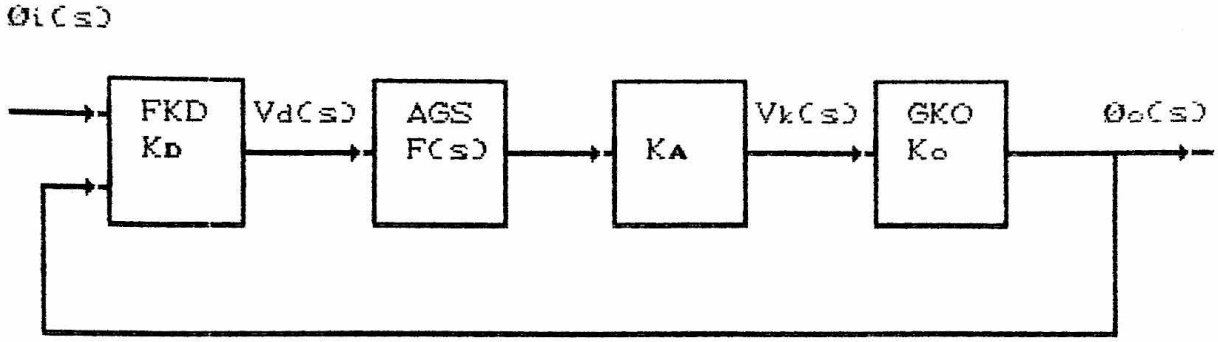 Øi(s)
FKD
KD
Vd(s)
AGS
F(s)
KA
Vk(s)
GKO
Ko
Øo(s)